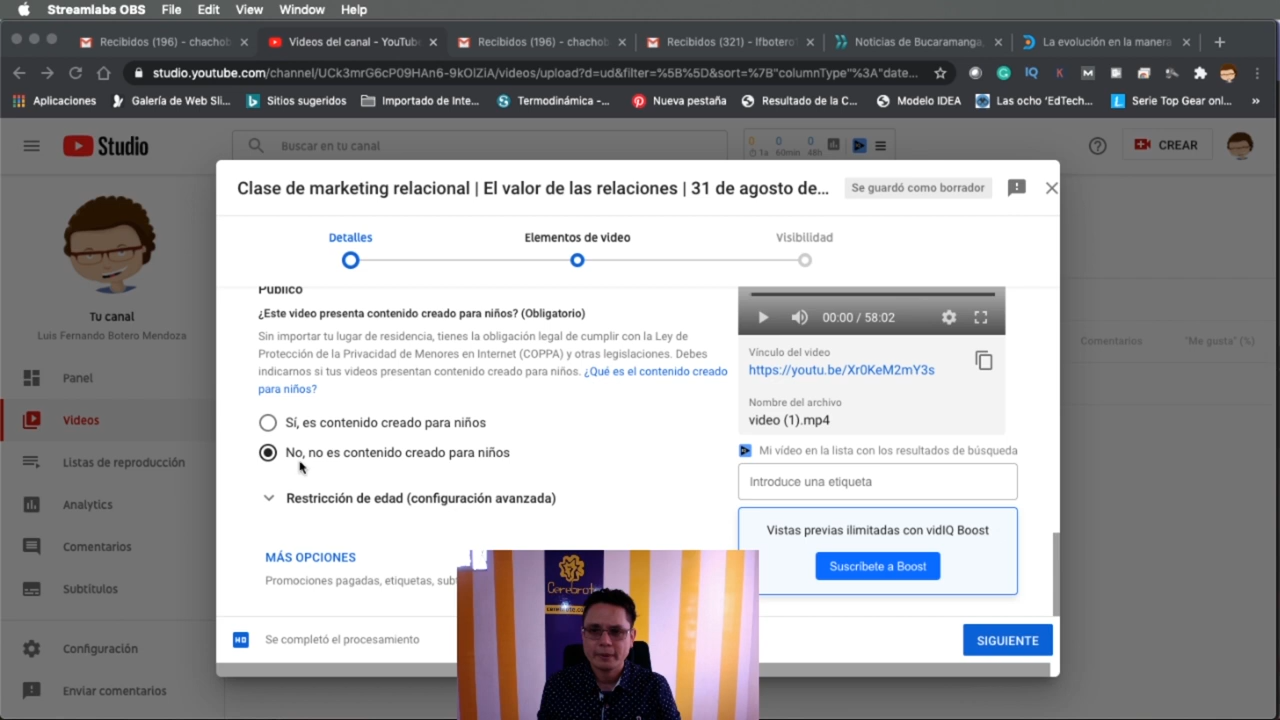 Streamlabs OBS File Edit View Window Help
Recibidos (196) - chachob
Videos del canal - YouTube
Recibidos (196) - chachob
Recibidos (321) - lfbotero1
Noticias de Bucaramanga,
La evolución en la manera
studio.youtube.com/channel/UCk3mrG6cP09HAn6-9kOlZiA/videos/upload?d=ud&filter=%5B%5D&sort=%7B"columnType"%3A"date...
Aplicaciones
Galería de Web Sli...
Sitios sugeridos
Importado de Inte...
Termodinámica -...
Nueva pestaña
Resultado de la C...
Modelo IDEA
Las ocho 'EdTech...
Serie Top Gear onl...
»
Studio
Buscar en tu canal
0 0 0
1a 60min 48h
CREAR
Clase de marketing relacional | El valor de las relaciones | 31 de agosto de...
Se guardó como borrador
Detalles
Elementos de video
Visibilidad
Tu canal
Luis Fernando Botero Mendoza
Panel
Videos
Listas de reproducción
Analytics
Comentarios
Subtítulos
Configuración
Enviar comentarios
Público
¿Este video presenta contenido creado para niños? (Obligatorio)
Sin importar tu lugar de residencia, tienes la obligación legal de cumplir con la Ley de
Protección de la Privacidad de Menores en Internet (COPPA) y otras legislaciones. Debes
indicarnos si tus videos presentan contenido creado para niños. ¿Qué es el contenido creado
para niños?
Sí, es contenido creado para niños
No, no es contenido creado para niños
Restricción de edad (configuración avanzada)
MÁS OPCIONES
Promociones pagadas, etiquetas, subt
00:00 / 58:02
Vínculo del video
https://youtu.be/Xr0KeM2mY3s
Nombre del archivo
video (1).mp4
Mi vídeo en la lista con los resultados de búsqueda
Introduce una etiqueta
Vistas previas ilimitadas con vidIQ Boost
Suscríbete a Boost
Comentarios
"Me gusta" (%)
HD
Se completó el procesamiento
SIGUIENTE